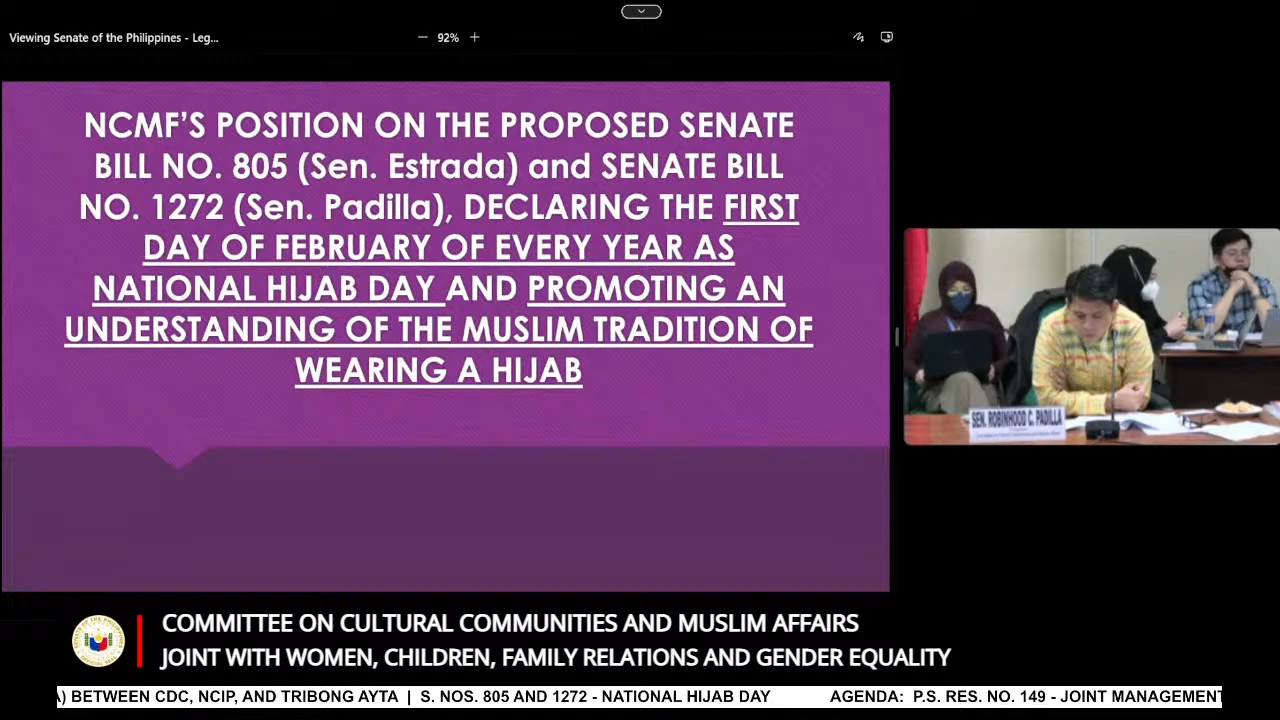 Viewing Senate of the Philippines - Leg...
92%
NCMF'S POSITION ON THE PROPOSED SENATE
BILL NO. 805 (Sen. Estrada) and SENATE BILL
NO. 1272 (Sen. Padilla), DECLARING THE FIRST
DAY OF FEBRUARY OF EVERY YEAR AS
NATIONAL HIJAB DAY AND PROMOTING AN
UNDERSTANDING OF THE MUSLIM TRADITION OF
WEARING A HIJAB
SEN. ROBINHOOD C. PADILLA
COMMITTEE ON CULTURAL COMMUNITIES AND MUSLIM AFFAIRS
JOINT WITH WOMEN, CHILDREN, FAMILY RELATIONS AND GENDER EQUALITY
) BETWEEN CDC, NCIP, AND TRIBONG AYTA | S. NOS. 805 AND 1272 - NATIONAL HIJAB DAY AGENDA: P.S. RES. NO. 149 - JOINT MANAGEMENT